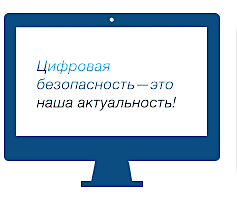 Цифровая
безопасность — это
наша актуальность!